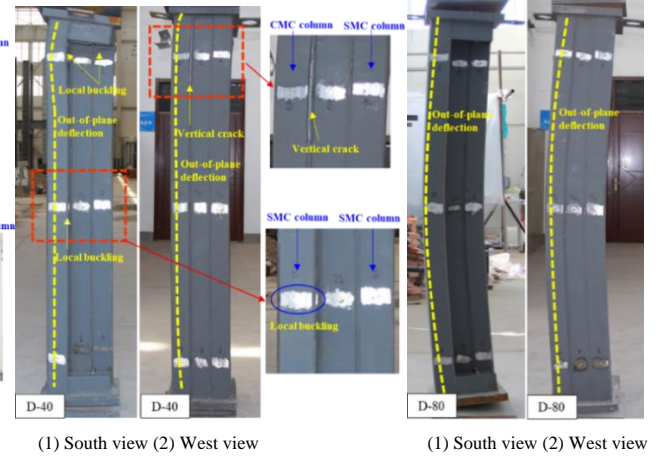 CMC column SMC column
Local buckling
Out-of-plane
deflection
Vertical crack
Out-of-plane
deflection
Local buckling
D-40
D-40
Vertical crack
SMC column SMC column
Local buckling
Out-of-plane
deflection
Out-of-plane
deflection
D-80
D-80
(1) South view (2) West view
(1) South view (2) West view